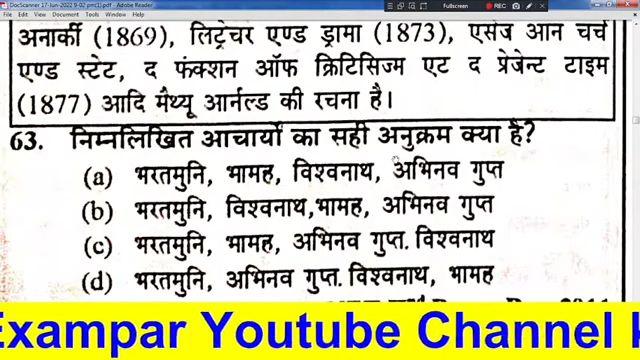 DocScanner 17-Jun-2022 9-02 pm(1).pdf - Adobe Reader
File Edit View Window Help
Fullscreen
अनार्की (1869), लिट्रेचर एण्ड ड्रामा (1873), एसेज आन चर्च
एण्ड स्टेट, द फंक्शन ऑफ क्रिटिसिज्म एट द प्रेजेन्ट टाइम
(1877) आदि मैथ्यू आर्नल्ड की रचना है।
63. निम्नलिखित आचार्यों का सही अनुक्रम क्या है?
(a) भरतमुनि, भामह, विश्वनाथ, अभिनव गुप्त
(b) भरतमुनि, विश्वनाथ,भामह, अभिनव गुप्त
(c) भरतमुनि, भामह, अभिनव गुप्त. विश्वनाथ
(d) भरतमुनि, अभिनव गुप्त. विश्वनाथ, भामह
Exampar Youtube Channel